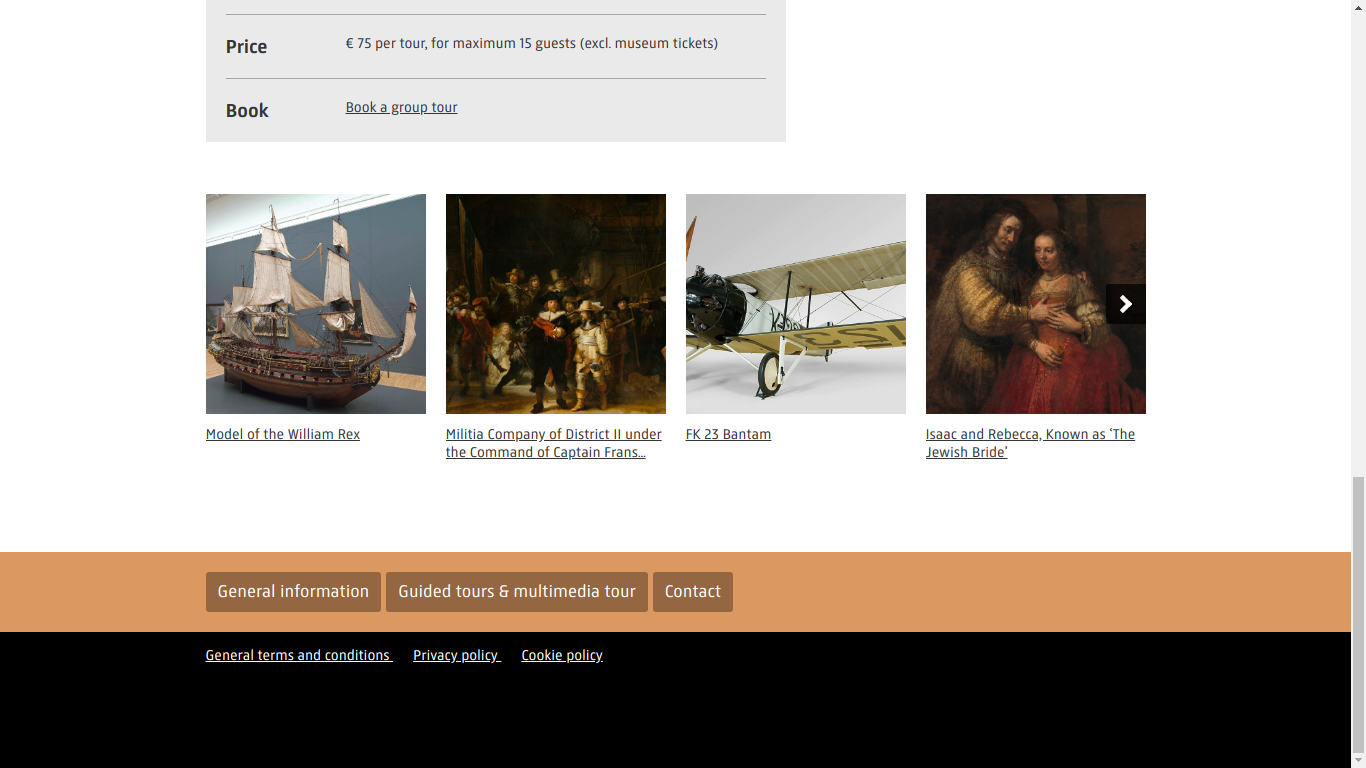 Price
€ 75 per tour, for maximum 15 guests (excl. museum tickets)
Book
Book a group tour
Model of the William Rex
Militia Company of District II under
the Command of Captain Frans...
FK 23 Bantam
Isaac and Rebecca, Known as ‘The
Jewish Bride’
General information
Guided tours & multimedia tour
Contact
General terms and conditions
Privacy policy
Cookie policy